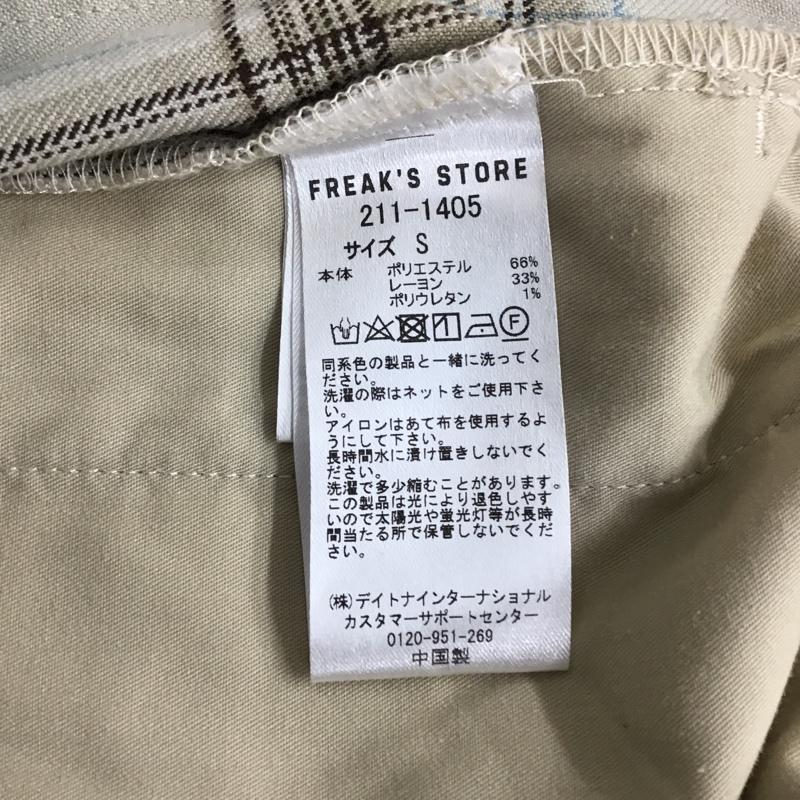 FREAK'S STORE
211-1405
サイズ S
本体 ポリエステル 66%
レーヨン 33%
ポリウレタン 1%
同系色の製品と一緒に洗ってく
ださい。
洗濯の際はネットをご使用下さ
い。
アイロンはあて布を使用するよ
うにして下さい。
長時間水に漬け置きしないでく
ださい。
洗濯で多少縮むことがあります。
この製品は光により退色しやす
いので太陽光や蛍光灯等が長時
間当たる所で保管しないでくだ
さい。
(株)デイトナインターナショナル
カスタマーサポートセンター
0120-951-269
中国製